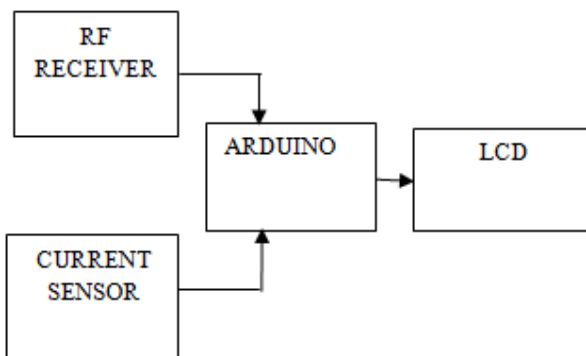 RF
RECEIVER
ARDUINO
LCD
CURRENT
SENSOR